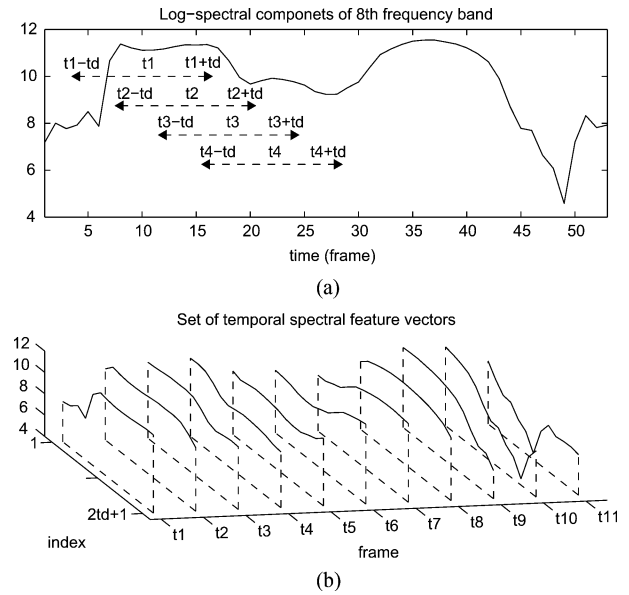 Log−spectral componets of 8th frequency band
12
10
8
6
4
t1−td t1 t1+td
t2−td t2 t2+td
t3−td t3 t3+td
t4−td t4 t4+td
5 10 15 20 25 30 35 40 45 50
time (frame)
(a)
Set of temporal spectral feature vectors
12
10
8
6
4
1
2td+1
index
t1 t2 t3 t4 t5 t6 t7 t8 t9 t10 t11
frame
(b)